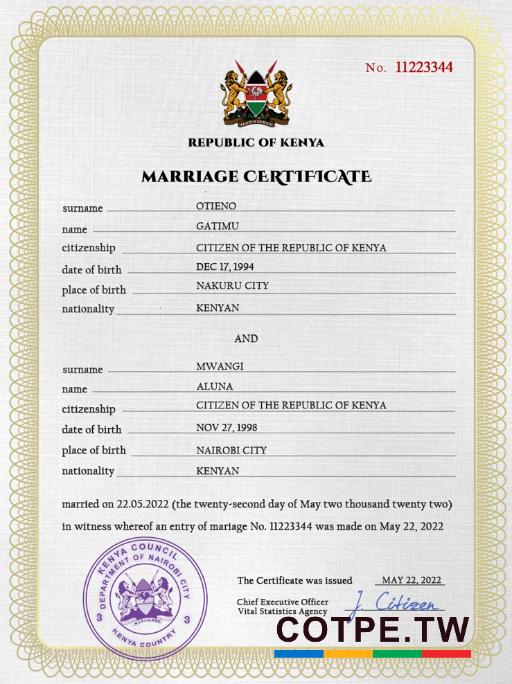 No. 11223344
REPUBLIC OF KENYA
MARRIAGE CERTIFICATE
surname OTIENO
name GATIMU
citizenship CITIZEN OF THE REPUBLIC OF KENYA
date of birth DEC 17, 1994
place of birth NAKURU CITY
nationality KENYAN
AND
surname MWANGI
name ALUNA
citizenship CITIZEN OF THE REPUBLIC OF KENYA
date of birth NOV 27, 1998
place of birth NAIROBI CITY
nationality KENYAN
married on 22.05.2022 (the twenty-second day of May two thousand twenty two)
in witness whereof an entry of mariage No. 11223344 was made on May 22, 2022
KENYA COUNCIL
DEPARTMENT OF NAIROBI CITY
3 3
KENYA COUNTRY
The Certificate was issued MAY 22, 2022
Chief Executive Officer
Vital Statistics Agency J. Citizen
COTPE.TW